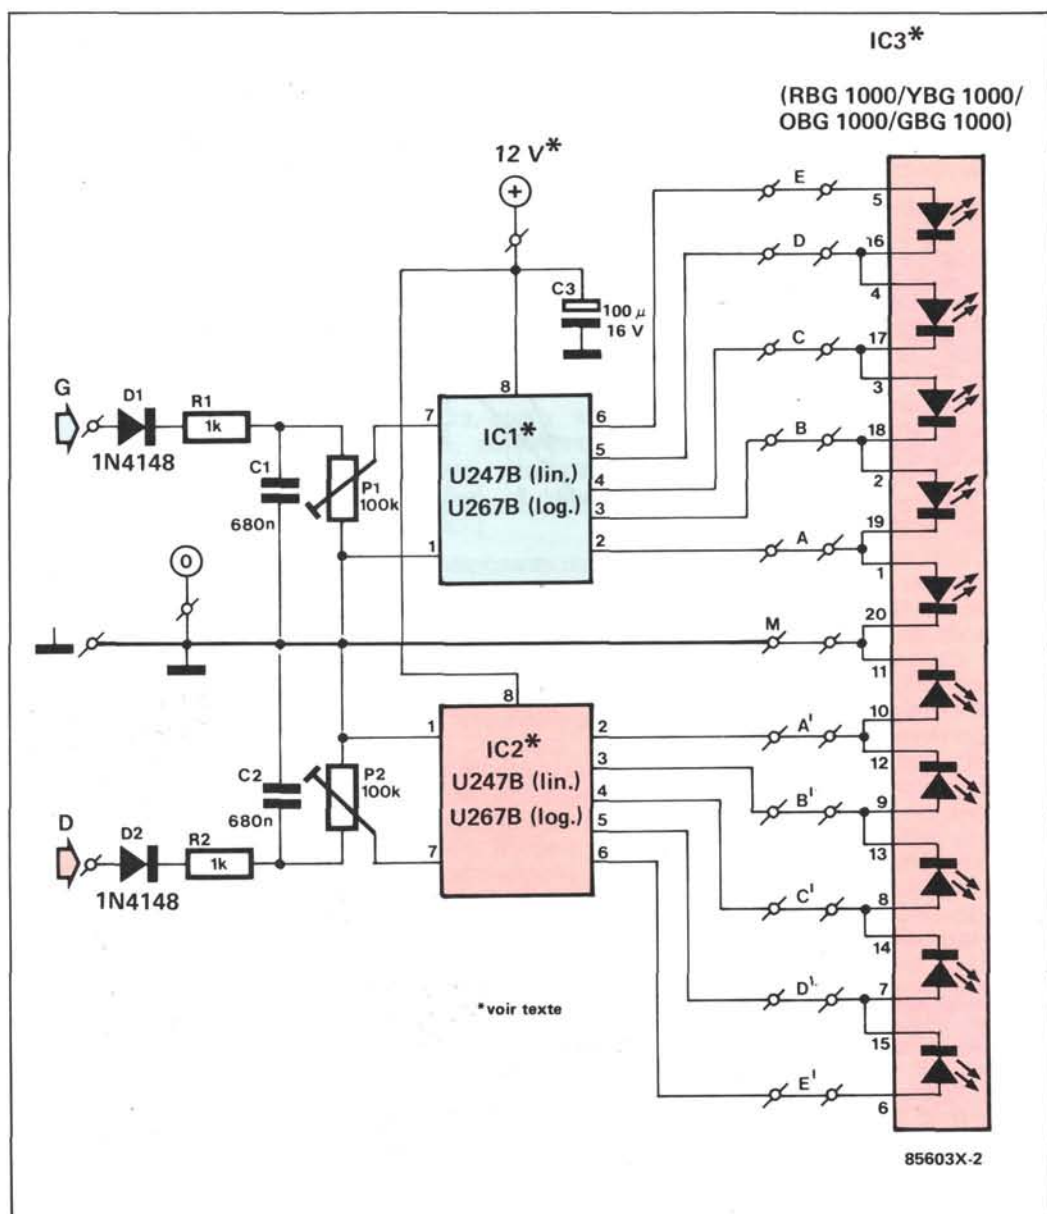 IC3*
(RBG 1000/YBG 1000/
OBG 1000/GBG 1000)
12 V*
+
E
5
D
16
C3
100 μ
16 V
4
C
17
8
3
G
D1
R1
1k
1N4148
7
IC1*
U247B (lin.)
U267B (log.)
6
5
4
3
2
B
18
2
C1
680n
P1
100k
19
1
A
1
0
20
M
11
8
10
1
IC2*
U247B (lin.)
U267B (log.)
2
3
4
5
6
A'
12
C2
680n
P2
100k
B'
9
D
D2
R2
1k
1N4148
7
13
C'
8
14
*voir texte
D'
7
15
E'
6
85603X-2